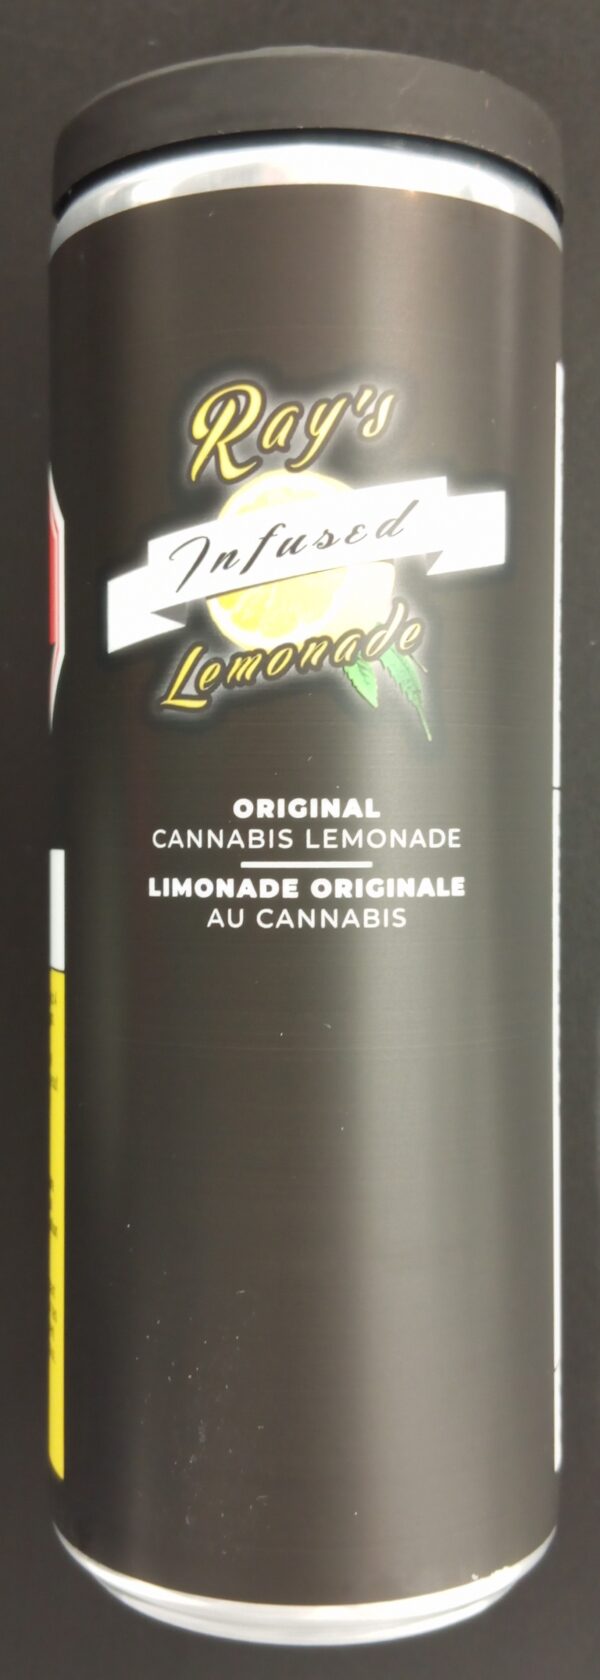 Ray's
Infused
Lemonade
ORIGINAL
CANNABIS LEMONADE
LIMONADE ORIGINALE
AU CANNABIS